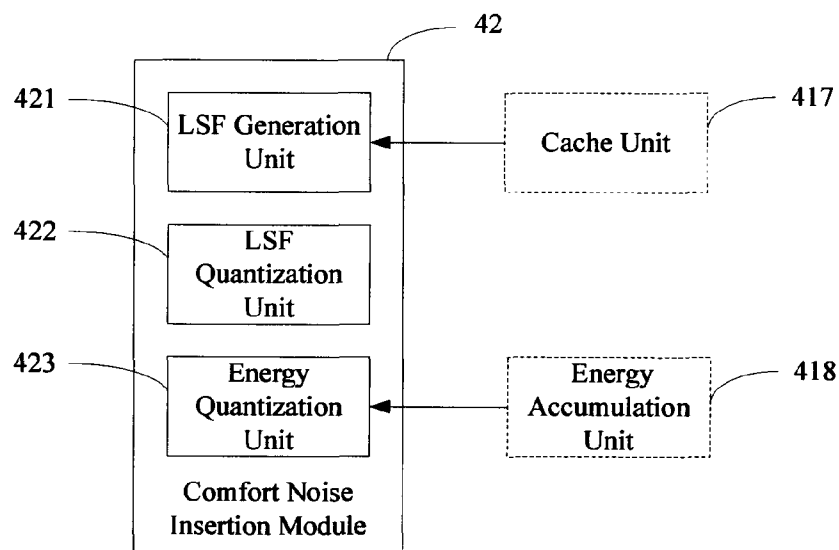 42
421
LSF Generation
Unit
Cache Unit
417
422
LSF
Quantization
Unit
423
Energy
Quantization
Unit
Energy
Accumulation
Unit
418
Comfort Noise
Insertion Module